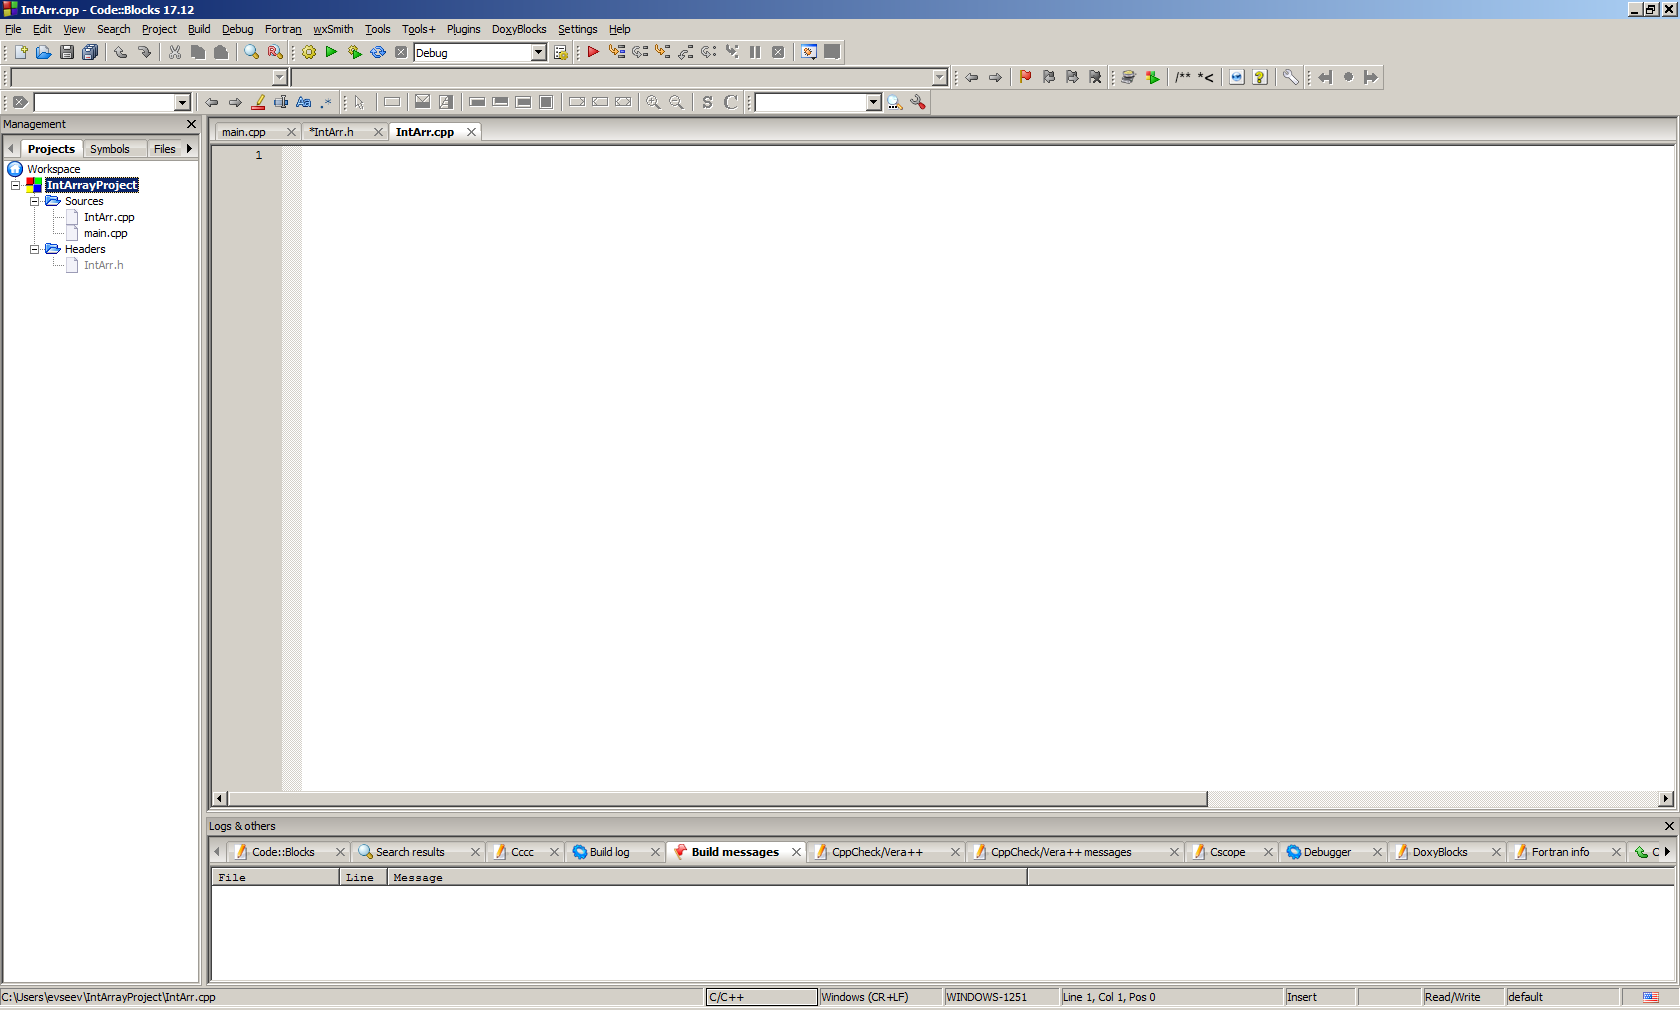 IntArr.cpp - Code::Blocks 17.12
File Edit View Search Project Build Debug Fortran wxSmith Tools Tools+ Plugins DoxyBlocks Settings Help
Debug
/** *<
Aa .*
S C
Management
main.cpp *IntArr.h IntArr.cpp
Projects Symbols Files
1
Workspace
IntArrayProject
Sources
IntArr.cpp
main.cpp
Headers
IntArr.h
Logs & others
Code::Blocks Search results Cccc Build log Build messages CppCheck/Vera++ CppCheck/Vera++ messages Cscope Debugger DoxyBlocks Fortran info C
File Line Message
C:\Users\evseev\IntArrayProject\IntArr.cpp C/C++ Windows (CR+LF) WINDOWS-1251 Line 1, Col 1, Pos 0 Insert Read/Write default